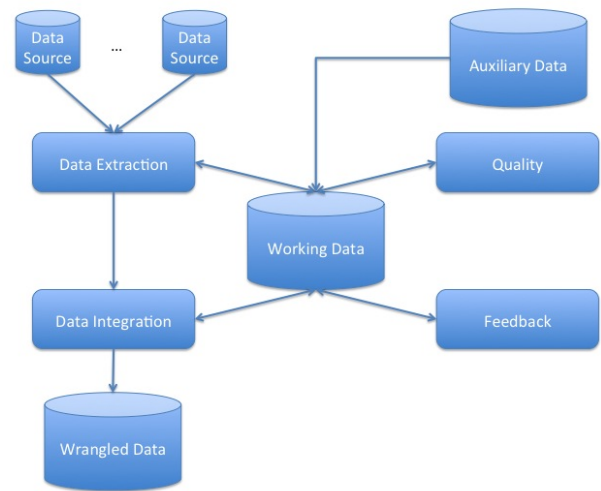 Data
Source
...
Data
Source
Auxiliary Data
Data Extraction
Quality
Working Data
Data Integration
Feedback
Wrangled Data